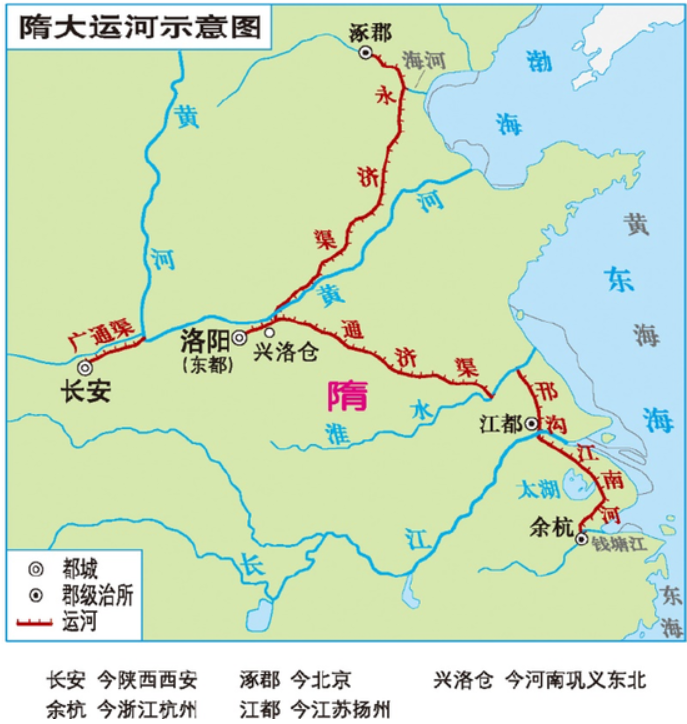 隋大运河示意图
涿郡
海河
渤海
永济渠
黄河
黄河
黄海
东海
广通渠
长安
洛阳
(东都)
兴洛仓
通济渠
隋
淮水
邗沟
江都
江南河
太湖
余杭
钱塘江
长江
东海
都城
郡级治所
运河
长安 今陕西西安 涿郡 今北京 兴洛仓 今河南巩义东北
余杭 今浙江杭州 江都 今江苏扬州